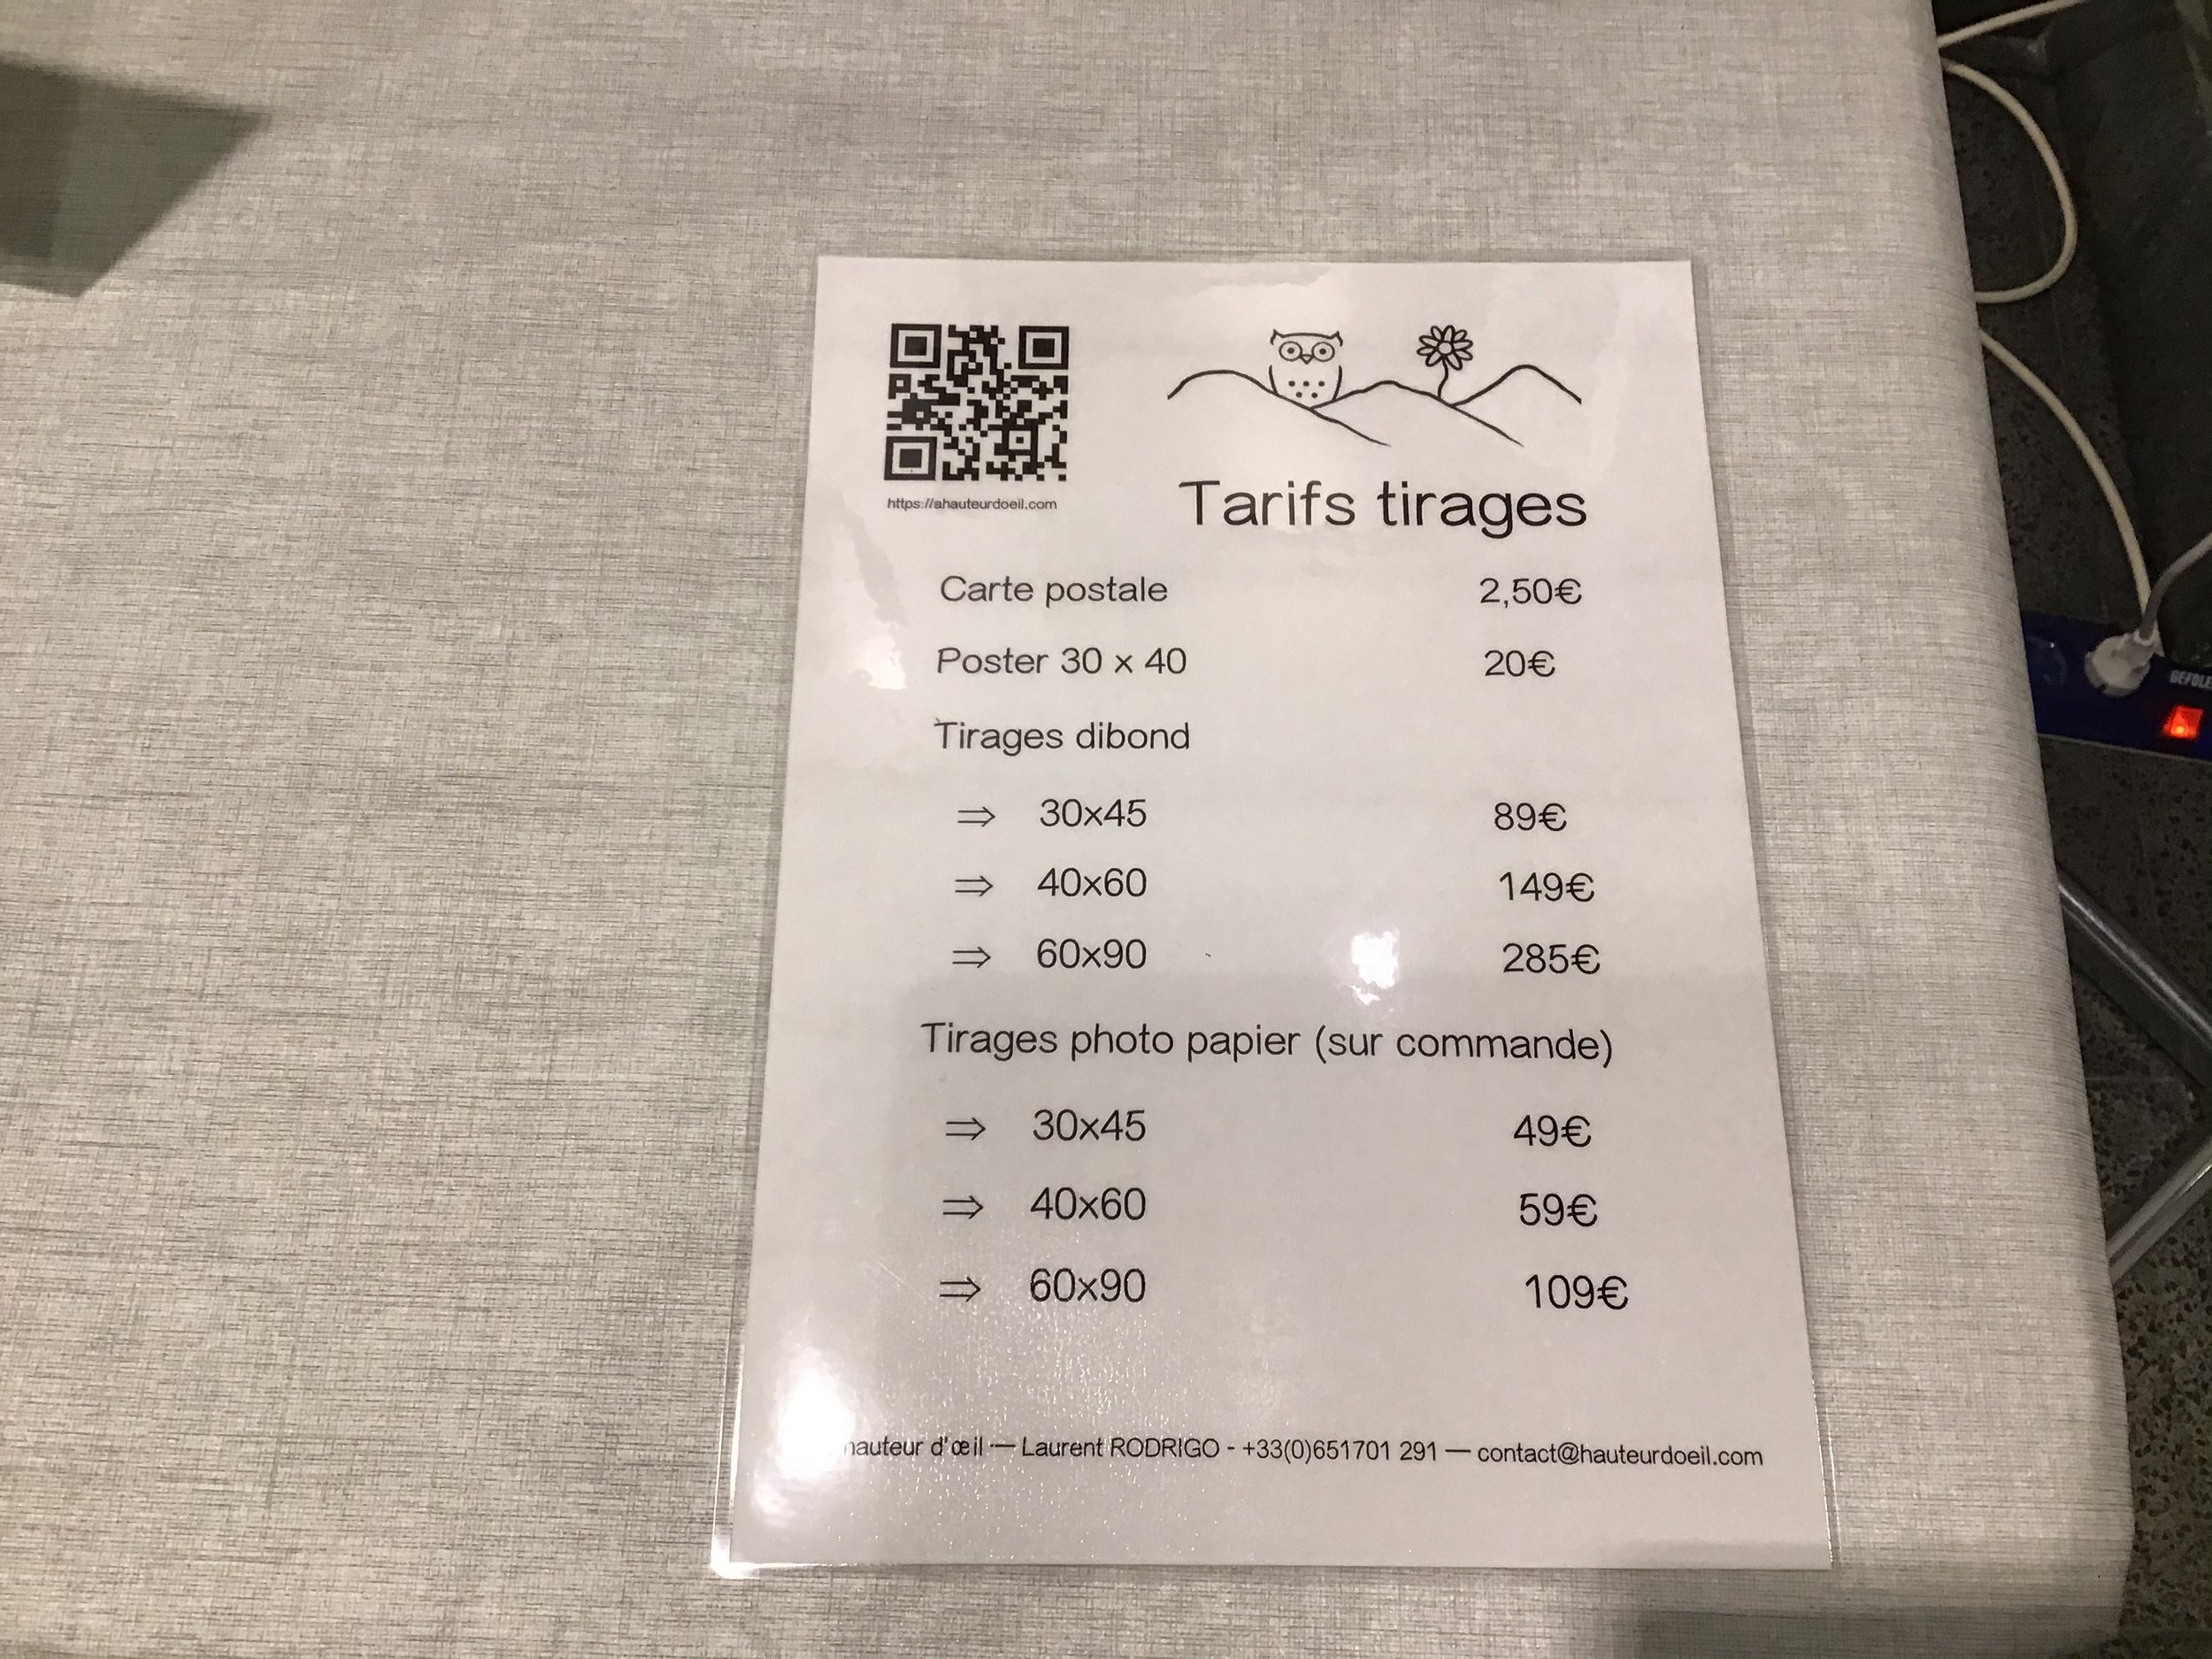 https://ahauteurdoeil.com
Tarifs tirages
Carte postale 2,50€
Poster 30 x 40 20€
Tirages dibond
⇒ 30x45 89€
⇒ 40x60 149€
⇒ 60x90 285€
Tirages photo papier (sur commande)
⇒ 30x45 49€
⇒ 40x60 59€
⇒ 60x90 109€
hauteur d'œil — Laurent RODRIGO - +33(0)651701 291 — contact@hauteurdoeil.com